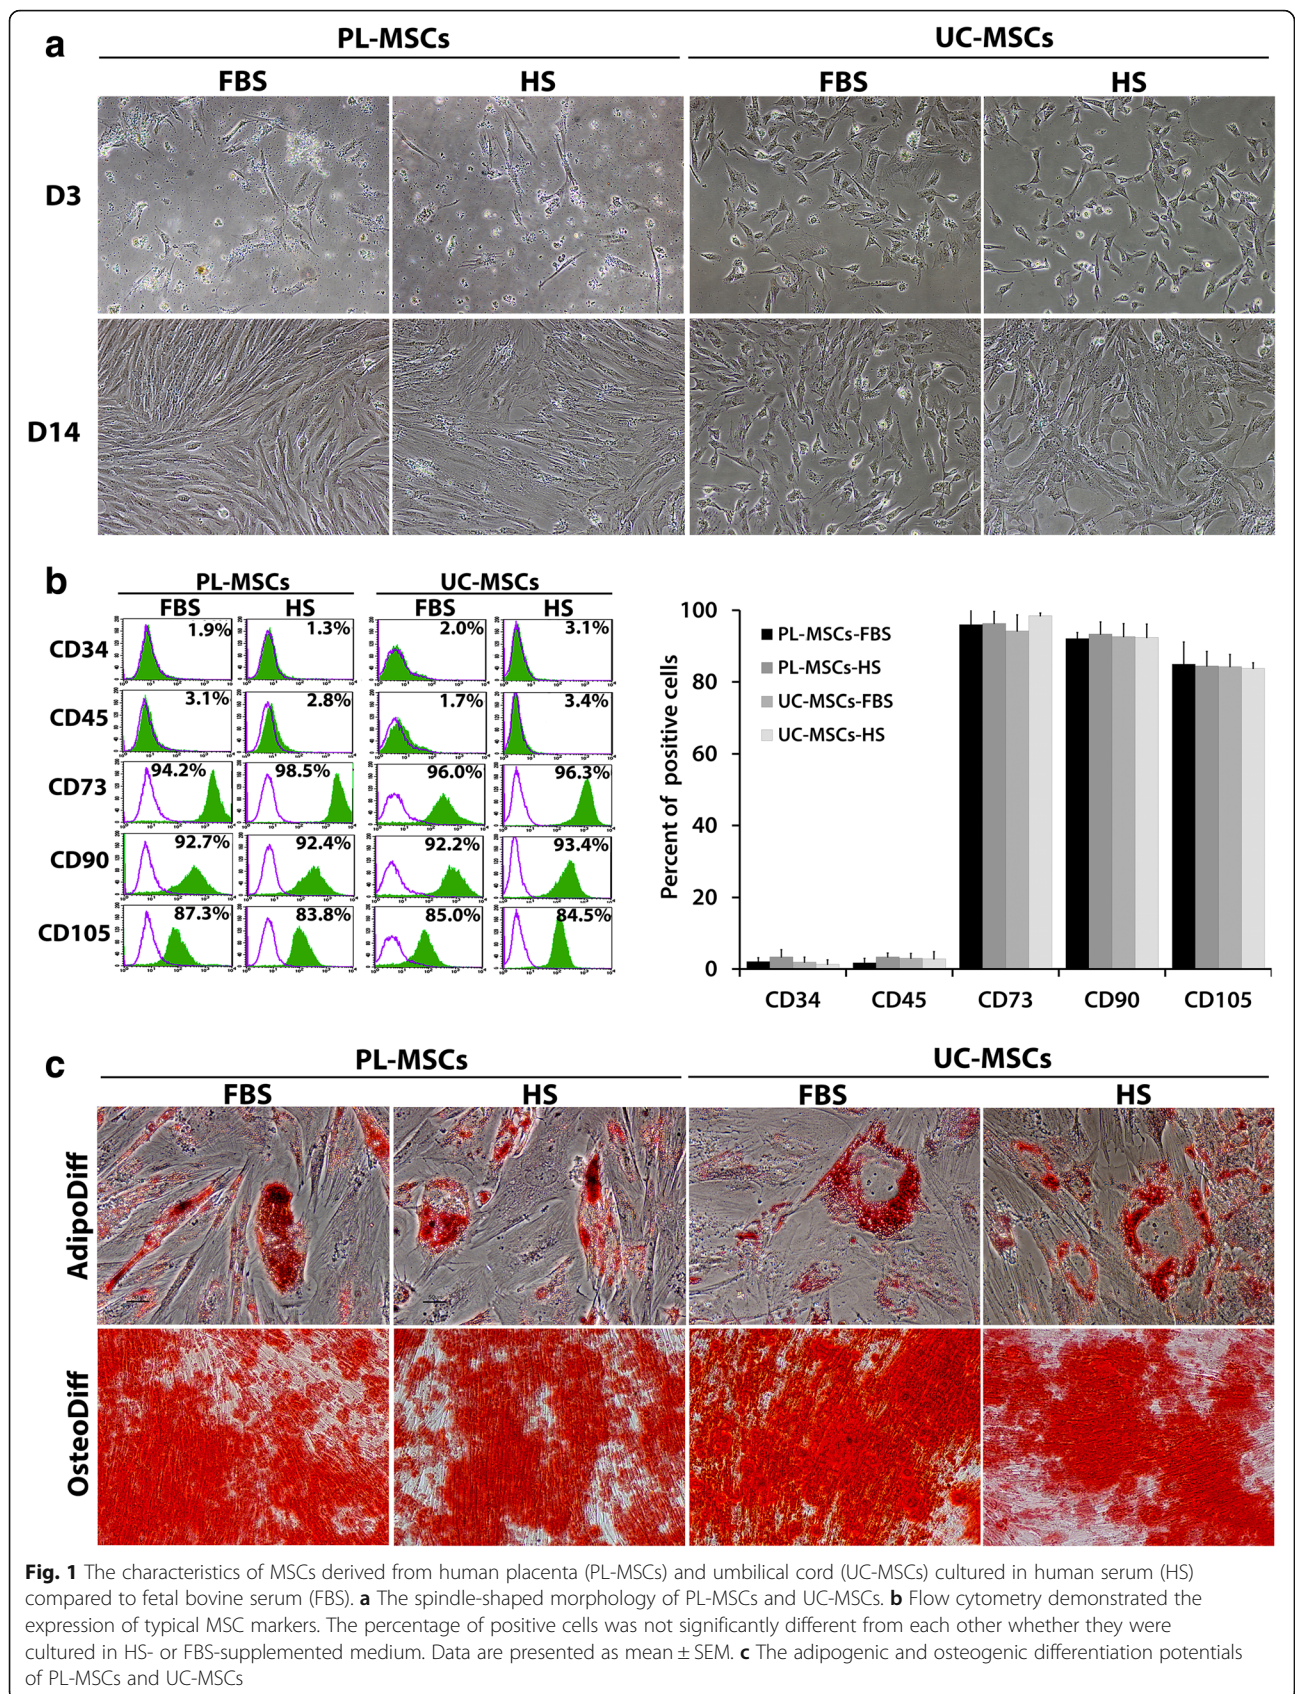 a
PL-MSCs
UC-MSCs
FBS
HS
FBS
HS
D3
D14
b
PL-MSCs
UC-MSCs
FBS
HS
FBS
HS
CD34
1.9%
1.3%
2.0%
3.1%
CD45
3.1%
2.8%
1.7%
3.4%
CD73
94.2%
98.5%
96.0%
96.3%
CD90
92.7%
92.4%
92.2%
93.4%
CD105
87.3%
83.8%
85.0%
84.5%
Percent of positive cells
100
80
60
40
20
0
PL-MSCs-FBS
PL-MSCs-HS
UC-MSCs-FBS
UC-MSCs-HS
CD34
CD45
CD73
CD90
CD105
c
PL-MSCs
UC-MSCs
FBS
HS
FBS
HS
AdipoDiff
OsteoDiff
Fig. 1 The characteristics of MSCs derived from human placenta (PL-MSCs) and umbilical cord (UC-MSCs) cultured in human serum (HS)
compared to fetal bovine serum (FBS). a The spindle-shaped morphology of PL-MSCs and UC-MSCs. b Flow cytometry demonstrated the
expression of typical MSC markers. The percentage of positive cells was not significantly different from each other whether they were
cultured in HS- or FBS-supplemented medium. Data are presented as mean ± SEM. c The adipogenic and osteogenic differentiation potentials
of PL-MSCs and UC-MSCs